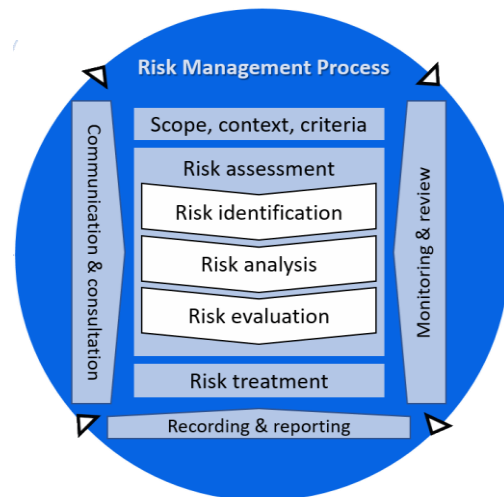 Risk Management Process
Scope, context, criteria
Risk assessment
Risk identification
Risk analysis
Risk evaluation
Risk treatment
Communication & consultation
Monitoring & review
Recording & reporting